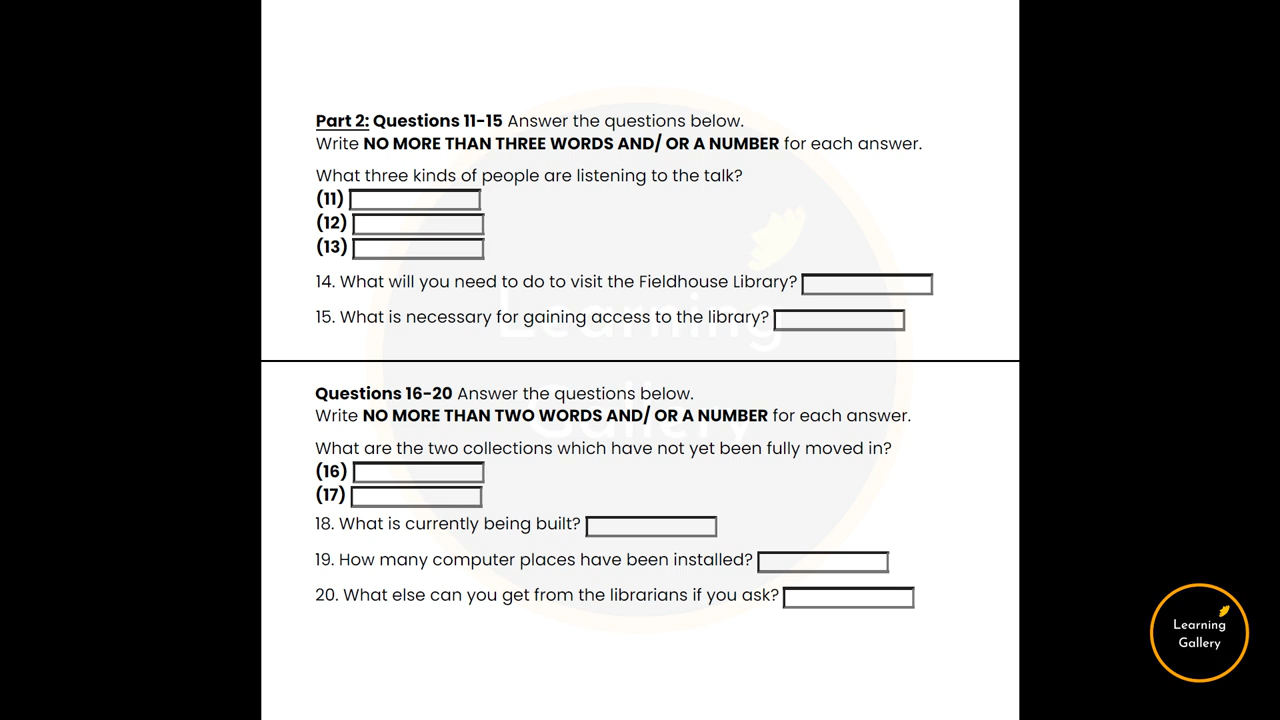 Part 2: Questions 11-15 Answer the questions below.
Write NO MORE THAN THREE WORDS AND/ OR A NUMBER for each answer.
What three kinds of people are listening to the talk?
(11)
(12)
(13)
14. What will you need to do to visit the Fieldhouse Library?
15. What is necessary for gaining access to the library?
Learning
Gallery
Questions 16-20 Answer the questions below.
Write NO MORE THAN TWO WORDS AND/ OR A NUMBER for each answer.
What are the two collections which have not yet been fully moved in?
(16)
(17)
18. What is currently being built?
19. How many computer places have been installed?
20. What else can you get from the librarians if you ask?
Learning
Gallery